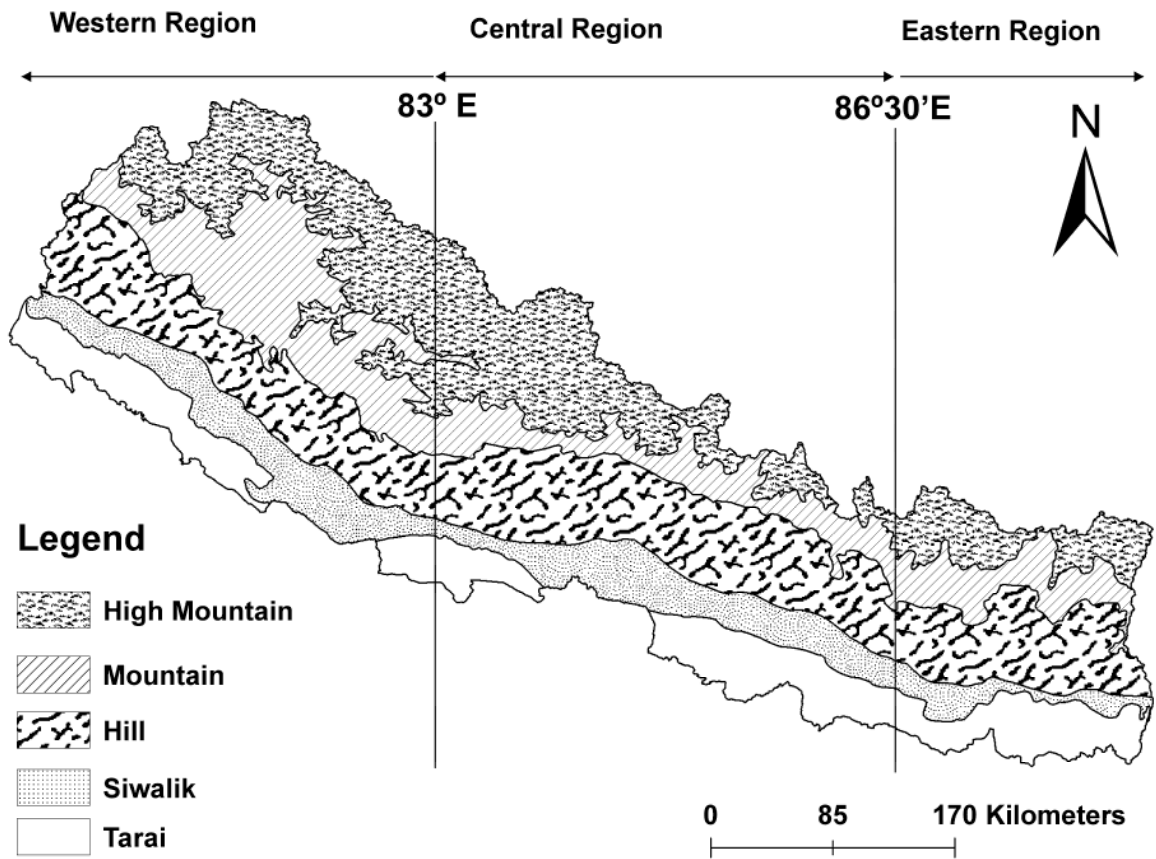 Western Region
Central Region
Eastern Region
83º E
86º30’E
N
Legend
High Mountain
Mountain
Hill
Siwalik
Tarai
0 85 170 Kilometers